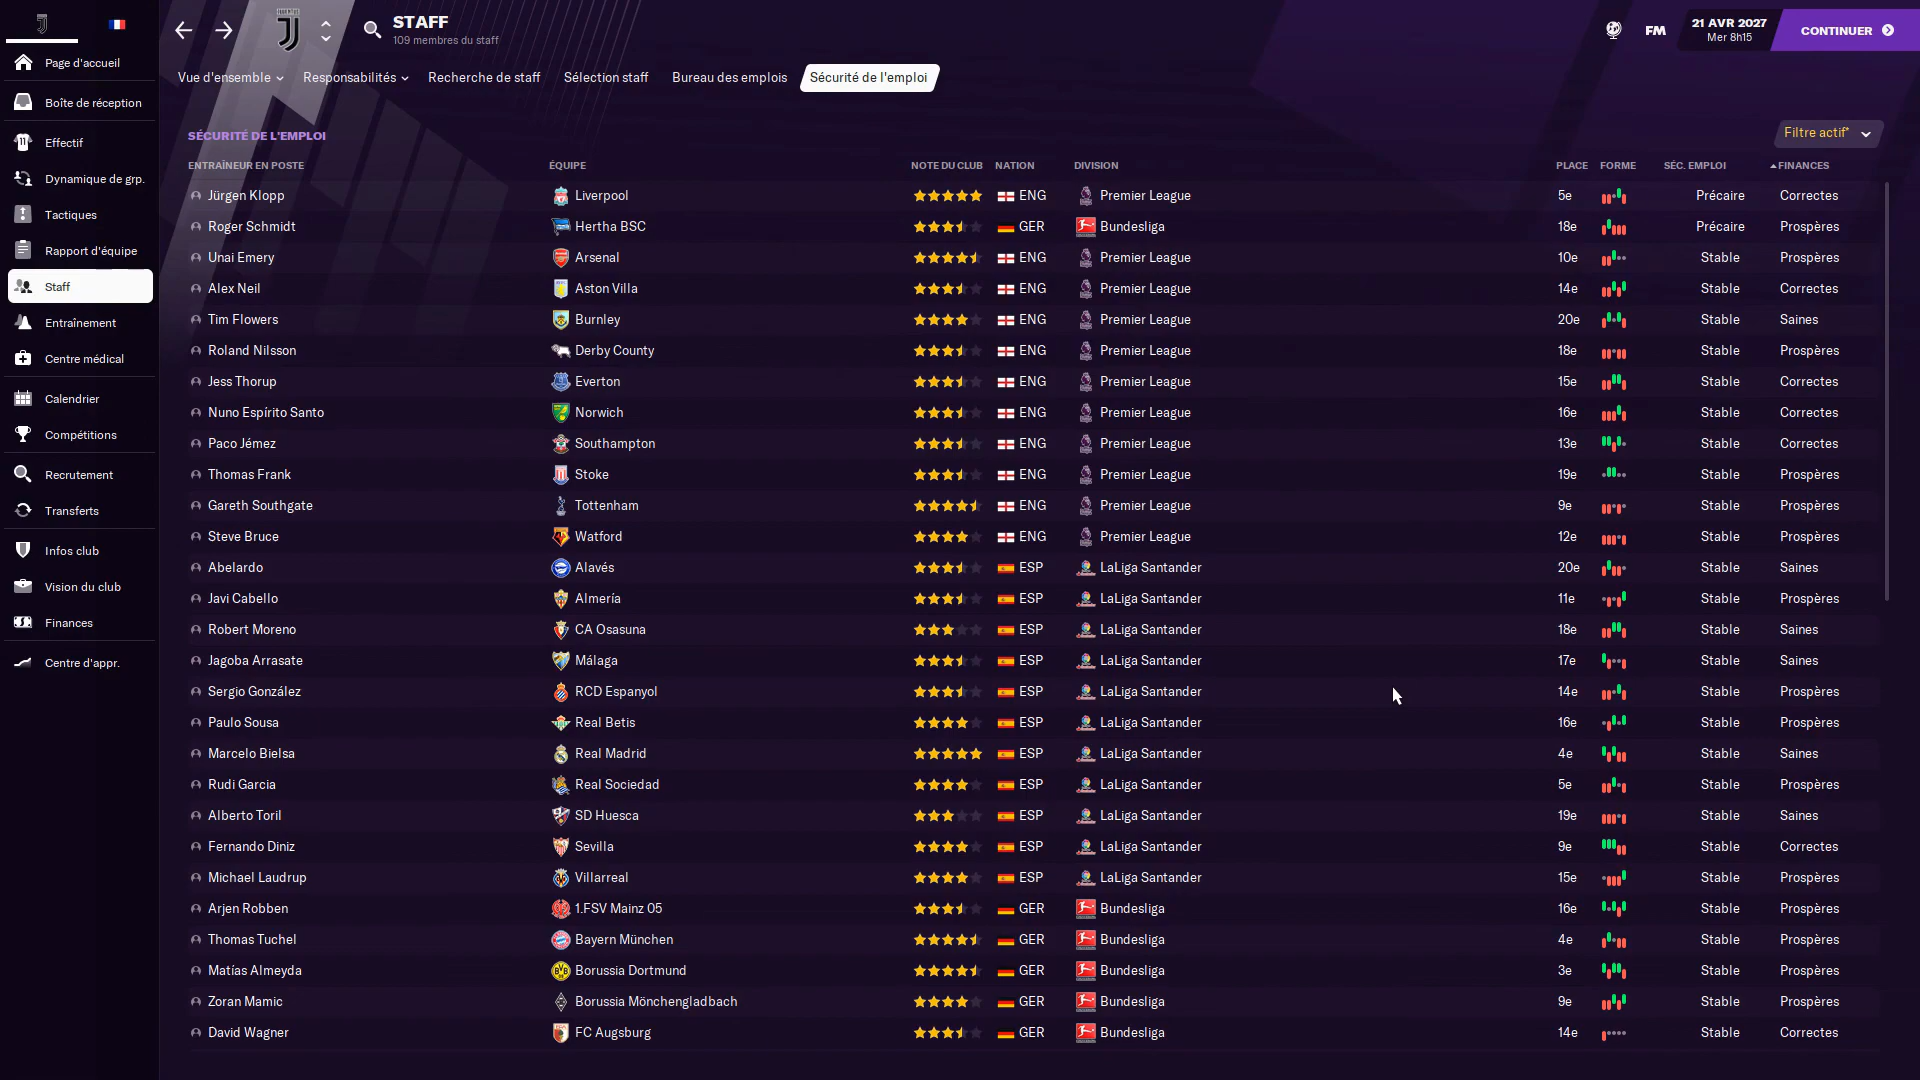 STAFF
109 membres du staff
FM
21 AVR 2027
Mer 8h15
CONTINUER
Page d'accueil
Boîte de réception
Effectif
Dynamique de grp.
Tactiques
Rapport d'équipe
Staff
Entraînement
Centre médical
Calendrier
Compétitions
Recrutement
Transferts
Infos club
Vision du club
Finances
Centre d'appr.
Vue d'ensemble Responsabilités Recherche de staff Sélection staff Bureau des emplois Sécurité de l'emploi
SÉCURITÉ DE L'EMPLOI
Filtre actif*
ENTRAÎNEUR EN POSTE ÉQUIPE NOTE DU CLUB NATION DIVISION PLACE FORME SÉC. EMPLOI FINANCES
Jürgen Klopp Liverpool ENG Premier League 5e Précaire Correctes
Roger Schmidt Hertha BSC GER Bundesliga 18e Précaire Prospères
Unai Emery Arsenal ENG Premier League 10e Stable Prospères
Alex Neil Aston Villa ENG Premier League 14e Stable Correctes
Tim Flowers Burnley ENG Premier League 20e Stable Saines
Roland Nilsson Derby County ENG Premier League 18e Stable Prospères
Jess Thorup Everton ENG Premier League 15e Stable Correctes
Nuno Espírito Santo Norwich ENG Premier League 16e Stable Correctes
Paco Jémez Southampton ENG Premier League 13e Stable Correctes
Thomas Frank Stoke ENG Premier League 19e Stable Prospères
Gareth Southgate Tottenham ENG Premier League 9e Stable Prospères
Steve Bruce Watford ENG Premier League 12e Stable Prospères
Abelardo Alavés ESP LaLiga Santander 20e Stable Saines
Javi Cabello Almería ESP LaLiga Santander 11e Stable Prospères
Robert Moreno CA Osasuna ESP LaLiga Santander 18e Stable Saines
Jagoba Arrasate Málaga ESP LaLiga Santander 17e Stable Saines
Sergio González RCD Espanyol ESP LaLiga Santander 14e Stable Prospères
Paulo Sousa Real Betis ESP LaLiga Santander 16e Stable Prospères
Marcelo Bielsa Real Madrid ESP LaLiga Santander 4e Stable Saines
Rudi Garcia Real Sociedad ESP LaLiga Santander 5e Stable Prospères
Alberto Toril SD Huesca ESP LaLiga Santander 19e Stable Saines
Fernando Diniz Sevilla ESP LaLiga Santander 9e Stable Correctes
Michael Laudrup Villarreal ESP LaLiga Santander 15e Stable Prospères
Arjen Robben 1.FSV Mainz 05 GER Bundesliga 16e Stable Prospères
Thomas Tuchel Bayern München GER Bundesliga 4e Stable Prospères
Matías Almeyda Borussia Dortmund GER Bundesliga 3e Stable Prospères
Zoran Mamic Borussia Mönchengladbach GER Bundesliga 9e Stable Prospères
David Wagner FC Augsburg GER Bundesliga 14e Stable Correctes